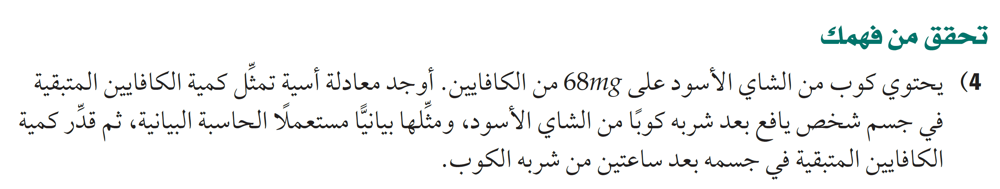 تحقق من فهمك
4) يحتوي كوب من الشاي الأسود على 68mg من الكافايين. أوجد معادلة أسية تمثِّل كمية الكافايين المتبقية
في جسم شخص يافع بعد شربه كوبًا من الشاي الأسود، ومثِّلها بيانيًّا مستعملًا الحاسبة البيانية، ثم قدِّر كمية
الكافايين المتبقية في جسمه بعد ساعتين من شربه الكوب.